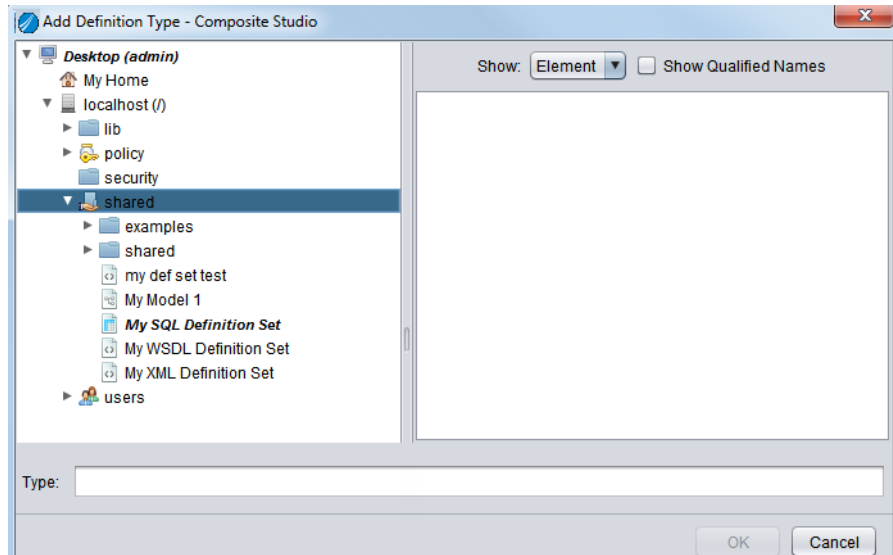 Add Definition Type - Composite Studio
Desktop (admin)
My Home
localhost (/)
lib
policy
security
shared
examples
shared
my def set test
My Model 1
My SQL Definition Set
My WSDL Definition Set
My XML Definition Set
users
Show: Element Show Qualified Names
Type:
OK Cancel